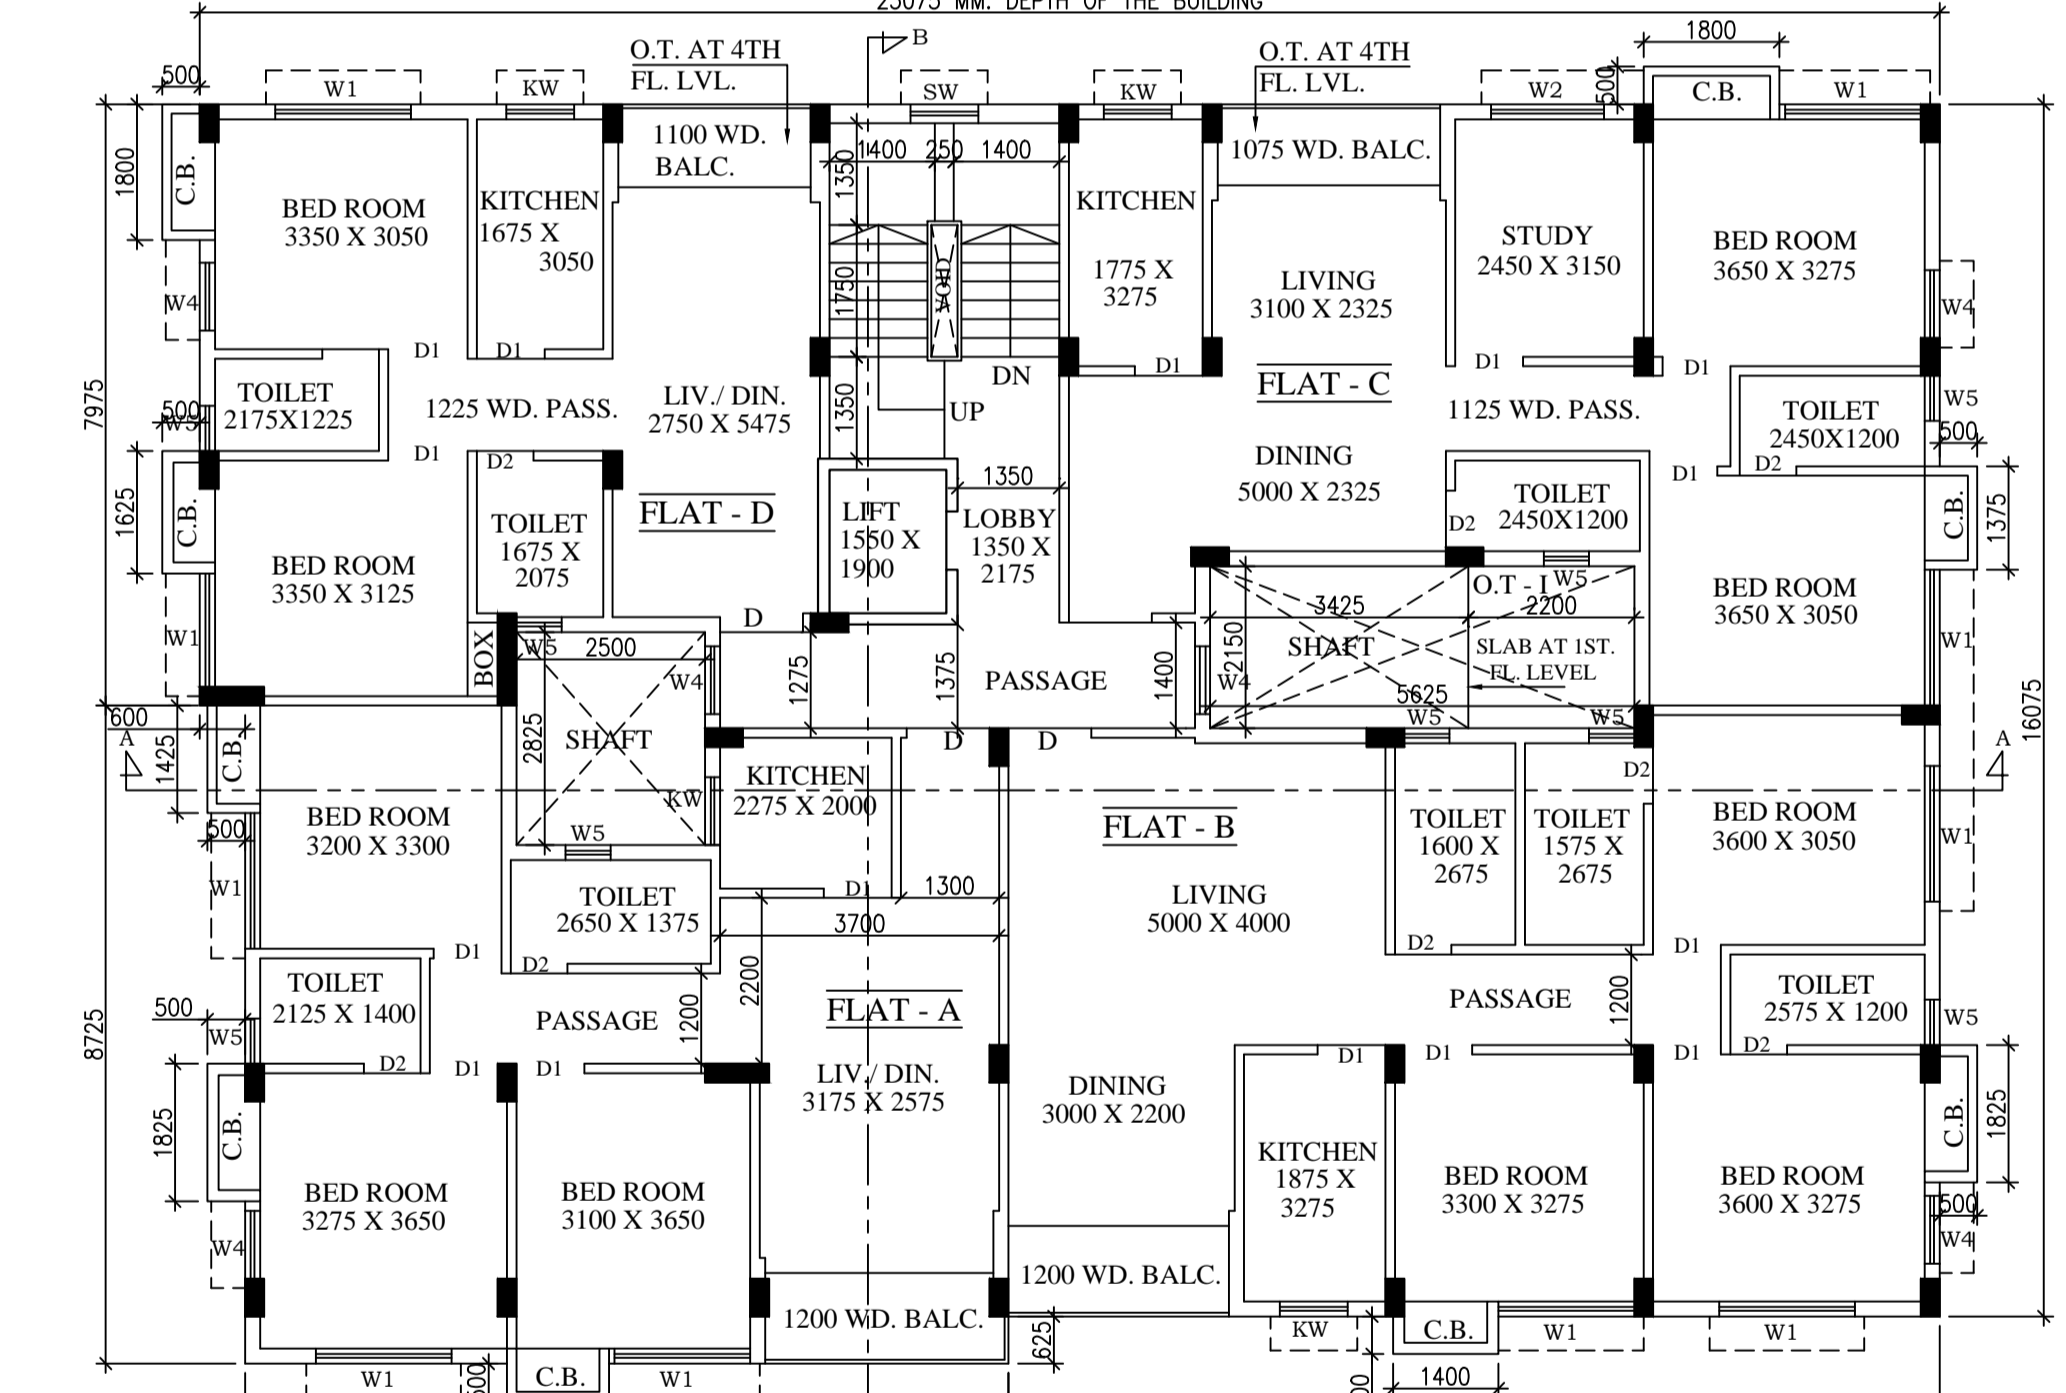 25075 MM. DEPTH OF THE BUILDING
1800
O.T. AT 4TH
FL. LVL.
B
O.T. AT 4TH
FL. LVL.
500
W1
KW
SW
KW
W2
500
C.B.
W1
1100 WD.
BALC.
1400
250
1400
1075 WD. BALC.
1350
1800
C.B.
BED ROOM
3350 X 3050
KITCHEN
1675 X
3050
KITCHEN
1775 X
3275
STUDY
2450 X 3150
BED ROOM
3650 X 3275
VOID
1750
LIVING
3100 X 2325
W4
W4
D1
D1
DN
D1
D1
D1
FLAT - C
TOILET
2175X1225
500
W5
1225 WD. PASS.
LIV./ DIN.
2750 X 5475
1350
UP
1125 WD. PASS.
TOILET
2450X1200
W5
500
7975
D1
D2
DINING
5000 X 2325
D1
D2
1350
1625
C.B.
FLAT - D
TOILET
1675 X
2075
LIFT
1550 X
1900
LOBBY
1350 X
2175
TOILET
2450X1200
D2
C.B.
1375
BED ROOM
3350 X 3125
BED ROOM
3650 X 3050
O.T - I
W5
3425
2200
D
W1
BOX
W5
2500
W4
1275
1375
PASSAGE
1400
W4
2150
SHAFT
SLAB AT 1ST.
FL. LEVEL
5625
W5
W5
W1
16075
600
A
1425
C.B.
2825
SHAFT
D
D
A
D2
KITCHEN
2275 X 2000
KW
BED ROOM
3200 X 3300
FLAT - B
TOILET
1600 X
2675
TOILET
1575 X
2675
BED ROOM
3600 X 3050
W1
500
W5
W1
TOILET
2650 X 1375
D1
1300
3700
LIVING
5000 X 4000
D1
D2
2200
D2
D1
TOILET
2125 X 1400
500
W5
PASSAGE
1200
FLAT - A
PASSAGE
1200
TOILET
2575 X 1200
W5
8725
D2
D1
D1
D1
D1
D1
D2
LIV./ DIN.
3175 X 2575
DINING
3000 X 2200
1825
C.B.
C.B.
1825
BED ROOM
3275 X 3650
BED ROOM
3100 X 3650
KITCHEN
1875 X
3275
BED ROOM
3300 X 3275
BED ROOM
3600 X 3275
500
W4
W4
1200 WD. BALC.
1200 WD. BALC.
625
KW
C.B.
W1
W1
W1
C.B.
W1
1400